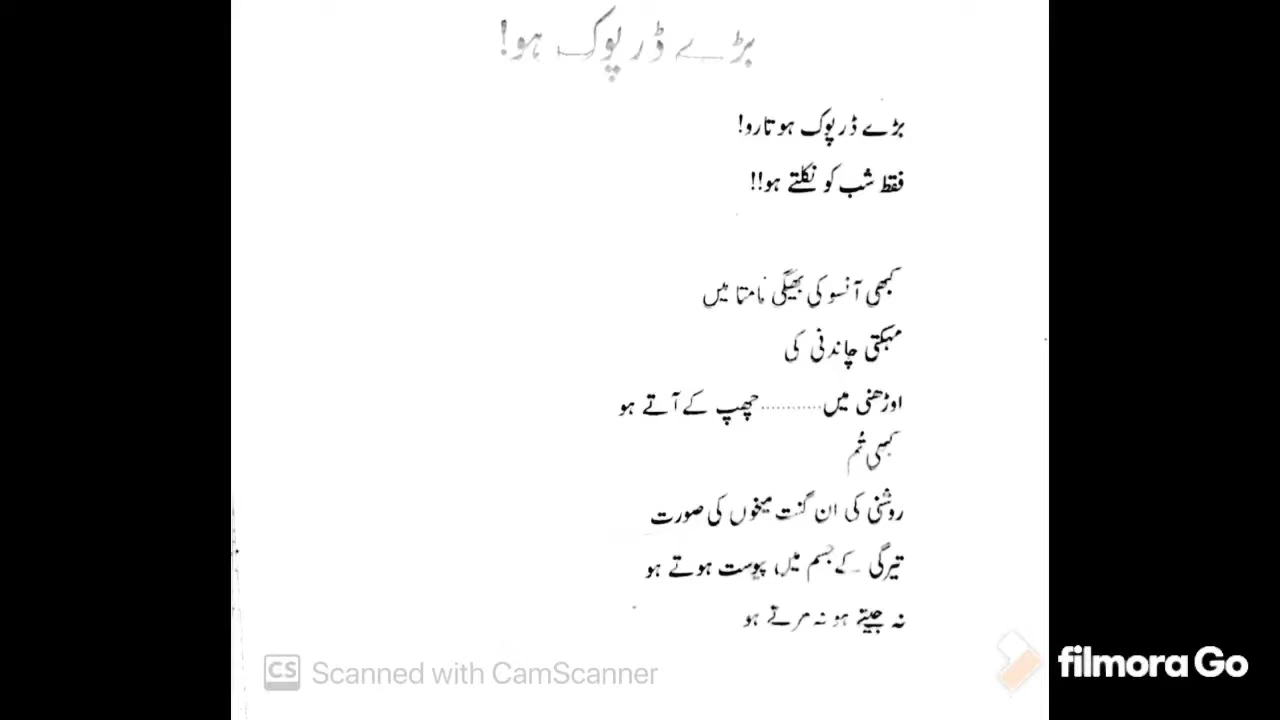 بڑے ڈرپوک ہو!
بڑے ڈرپوک ہو تارو!
فقط شب کو نکلتے ہو!!
کبھی آنسو کی بھیگی مامتا میں
مہکتی چاندنی کی
اوڑھنی میں............چھپ کے آتے ہو
کبھی تُم
روشنی کی ان گنت میخوں کی صورت
تیرگی کے جسم میں پیوست ہوتے ہو
نہ جیتے ہو نہ مرتے ہو
CS Scanned with CamScanner
filmora Go